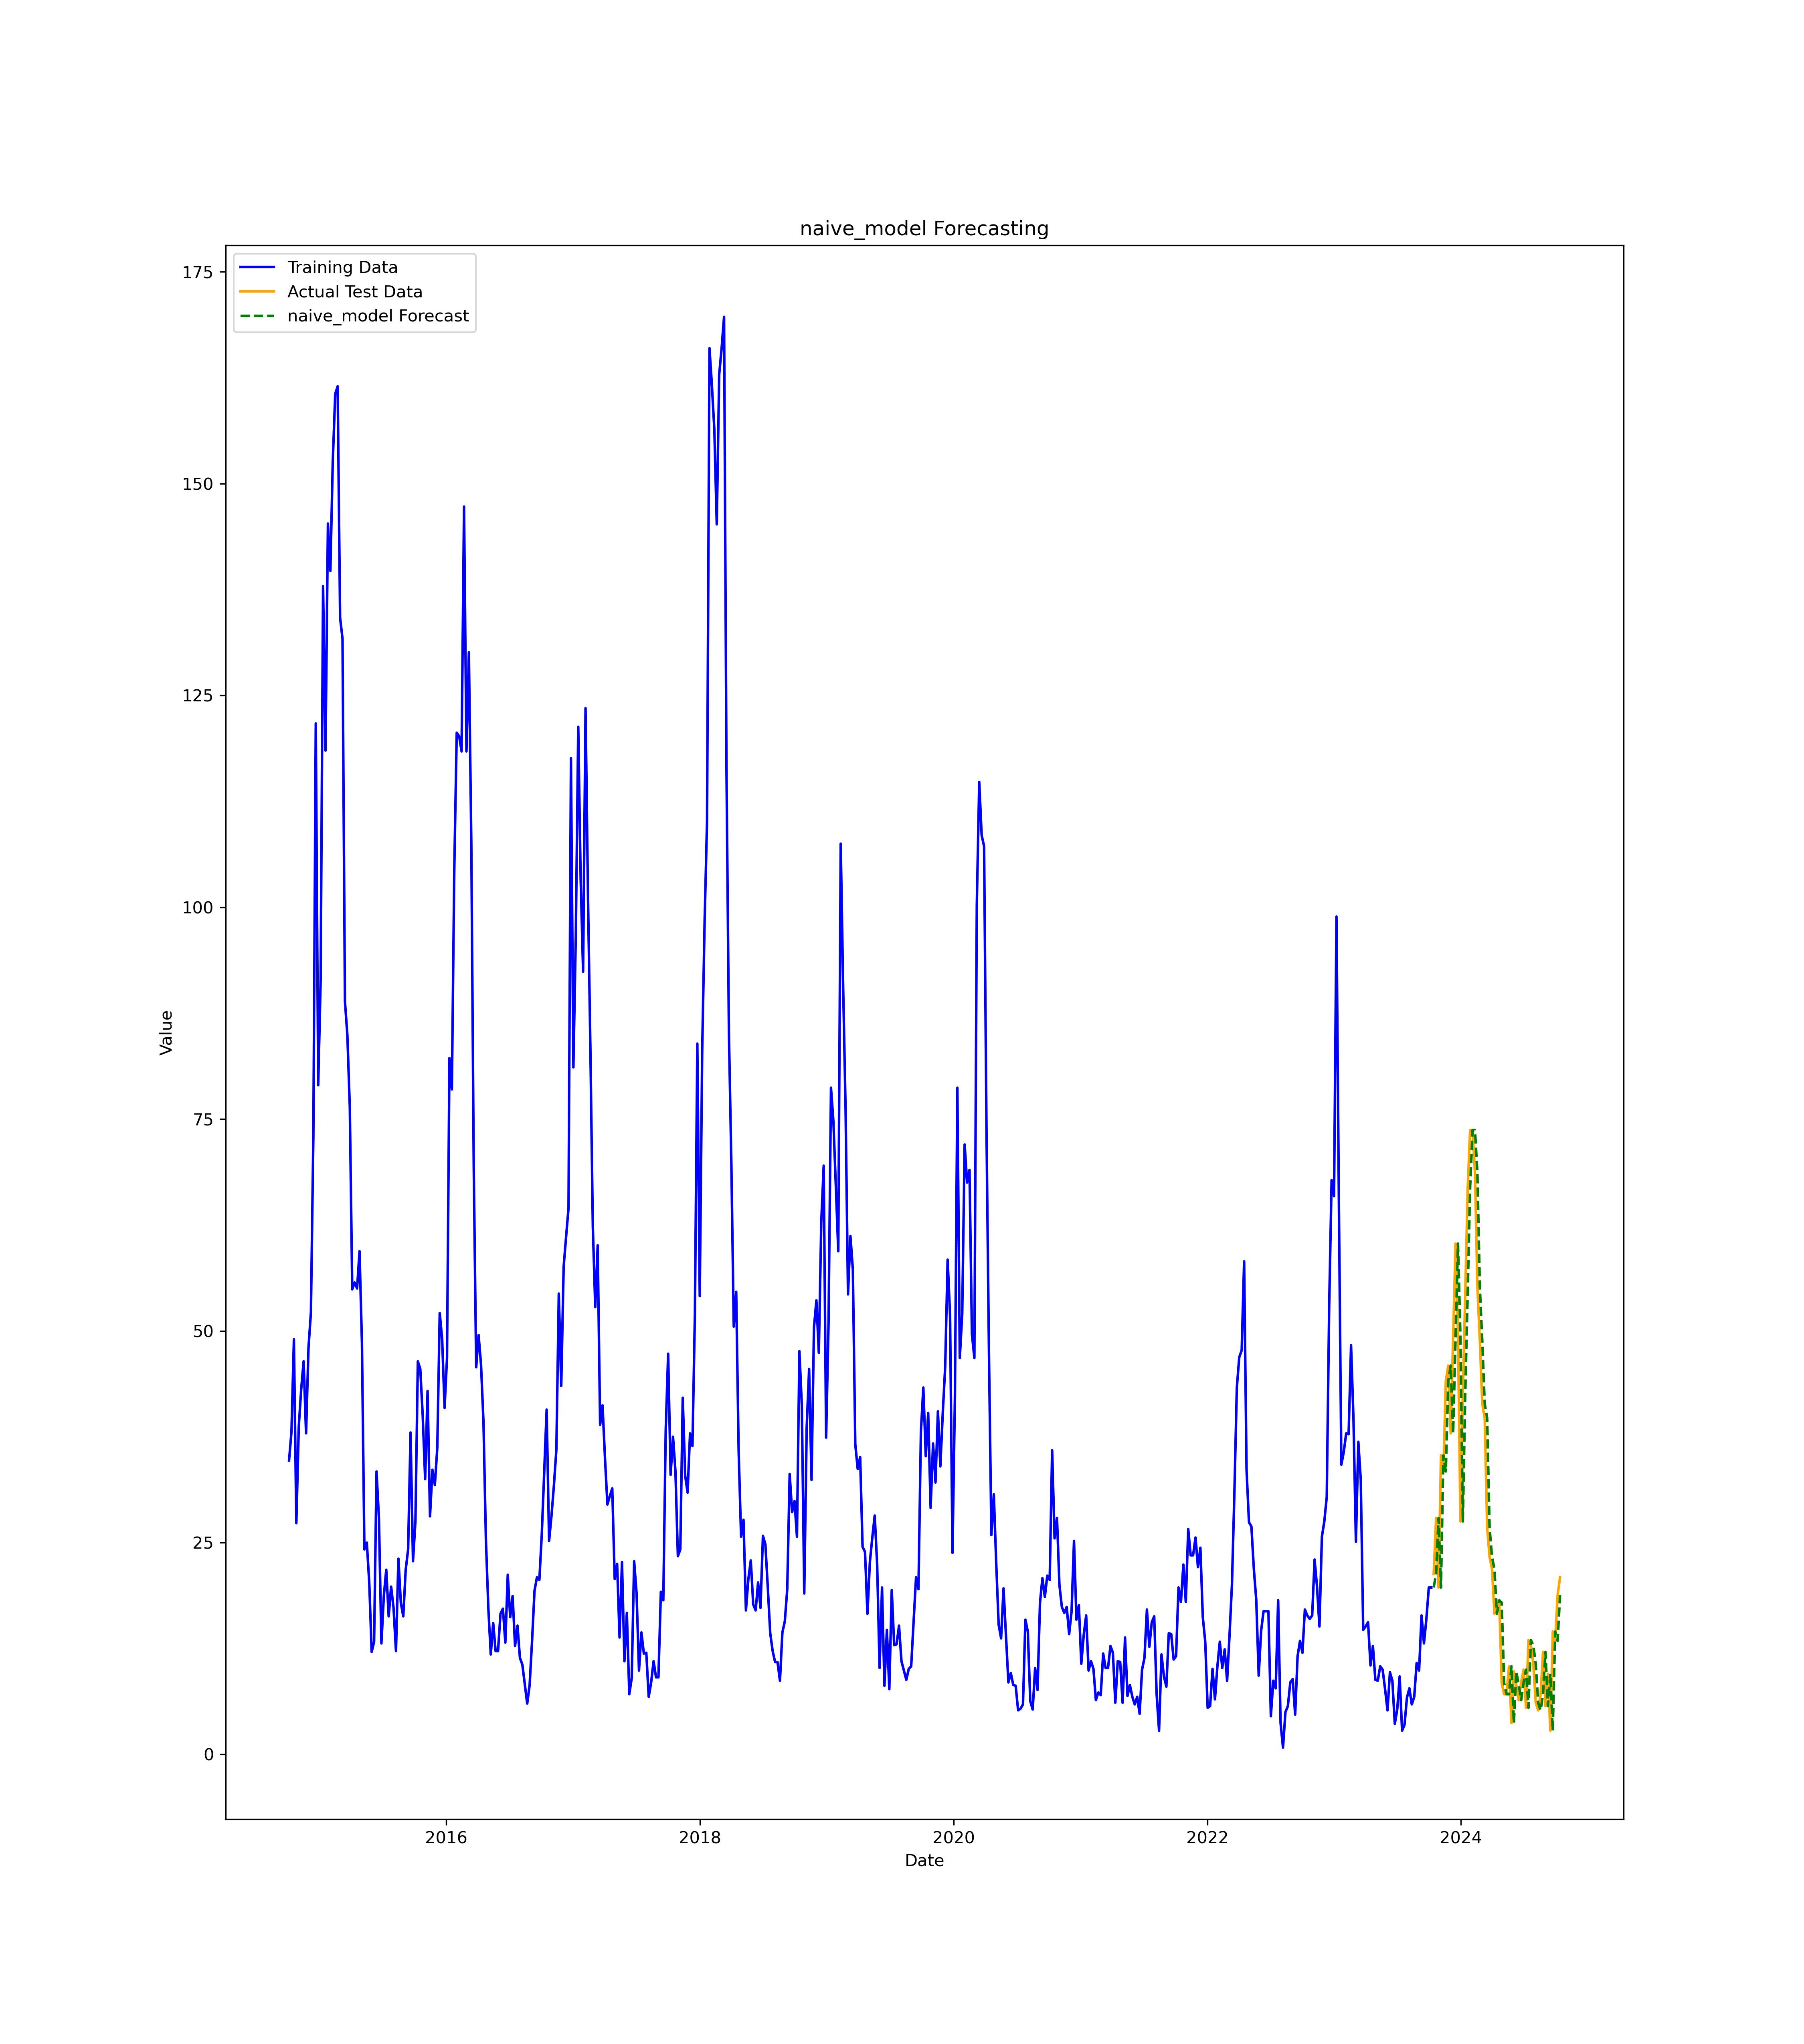 naive_model Forecasting
Training Data
Actual Test Data
naive_model Forecast
175
150
125
100
75
50
25
0
Value
2016
2018
2020
2022
2024
Date